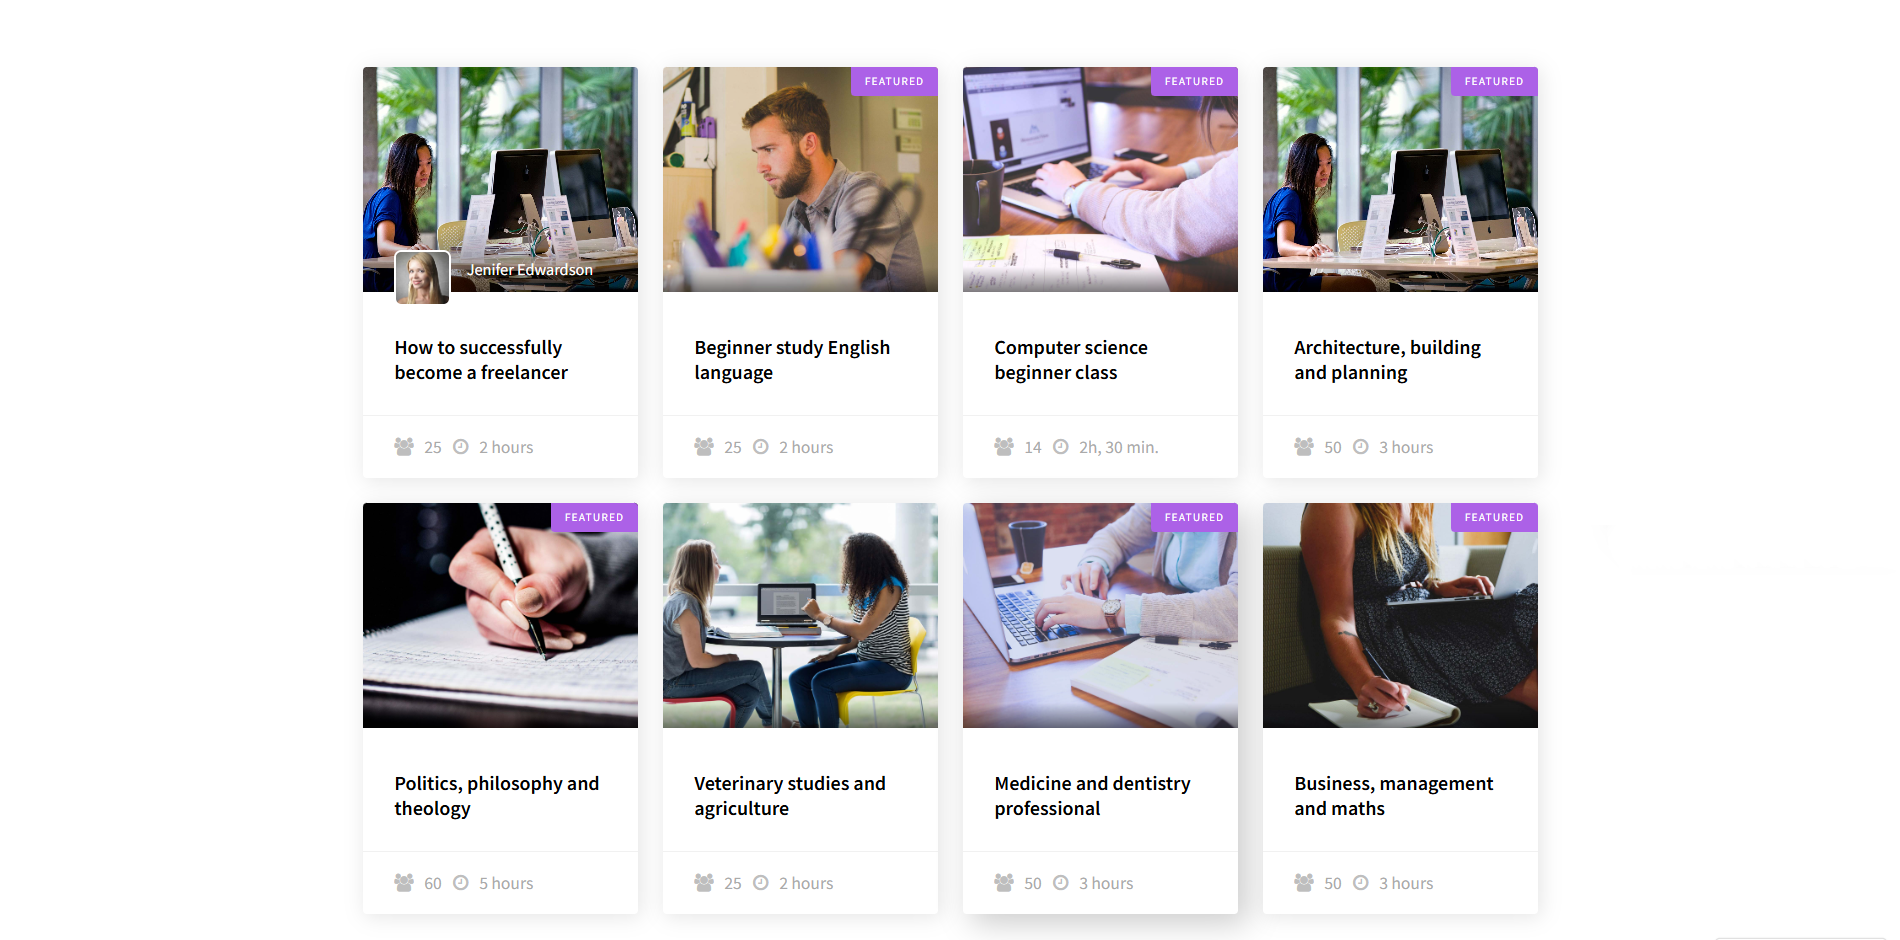 Jenifer Edwardson
How to successfully
become a freelancer
25 2 hours
FEATURED
Beginner study English
language
25 2 hours
FEATURED
Computer science
beginner class
14 2h, 30 min.
FEATURED
Architecture, building
and planning
50 3 hours
FEATURED
Politics, philosophy and
theology
60 5 hours
Veterinary studies and
agriculture
25 2 hours
FEATURED
Medicine and dentistry
professional
50 3 hours
FEATURED
Business, management
and maths
50 3 hours